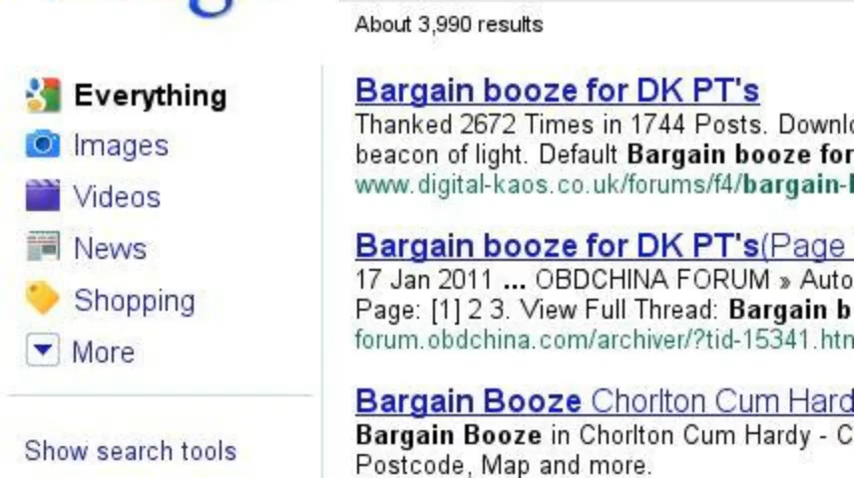 About 3,990 results
Everything
Images
Videos
News
Shopping
More
Show search tools
Bargain booze for DK PT's
Thanked 2672 Times in 1744 Posts.
beacon of light. Default Bargain booze for
www.digital-kaos.co.uk/forums/f4/bargain-
Bargain booze for DK PT's(Page
17 Jan 2011 ... OBDCHINA FORUM » Auto
Page: [1] 2 3. View Full Thread: Bargain
forum.obdchina.com/archiver/?tid-15341.htm
Bargain Booze Chorlton Cum Hard
Bargain Booze in Chorlton Cum Hardy - C
Postcode, Map and more.